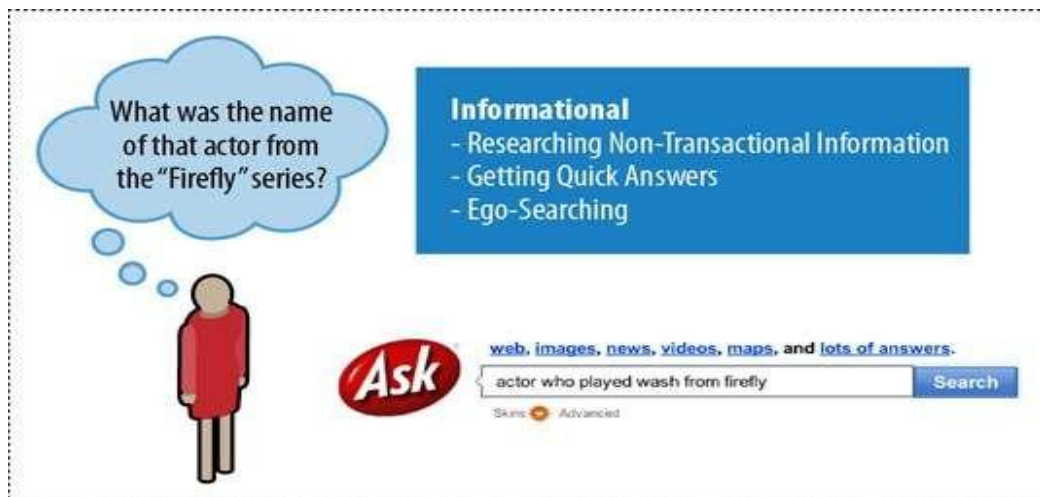 What was the name
of that actor from
the “Firefly” series?
Informational
- Researching Non-Transactional Information
- Getting Quick Answers
- Ego-Searching
web, images, news, videos, maps, and lots of answers.
Ask
actor who played wash from firefly
Search
Skins Advanced